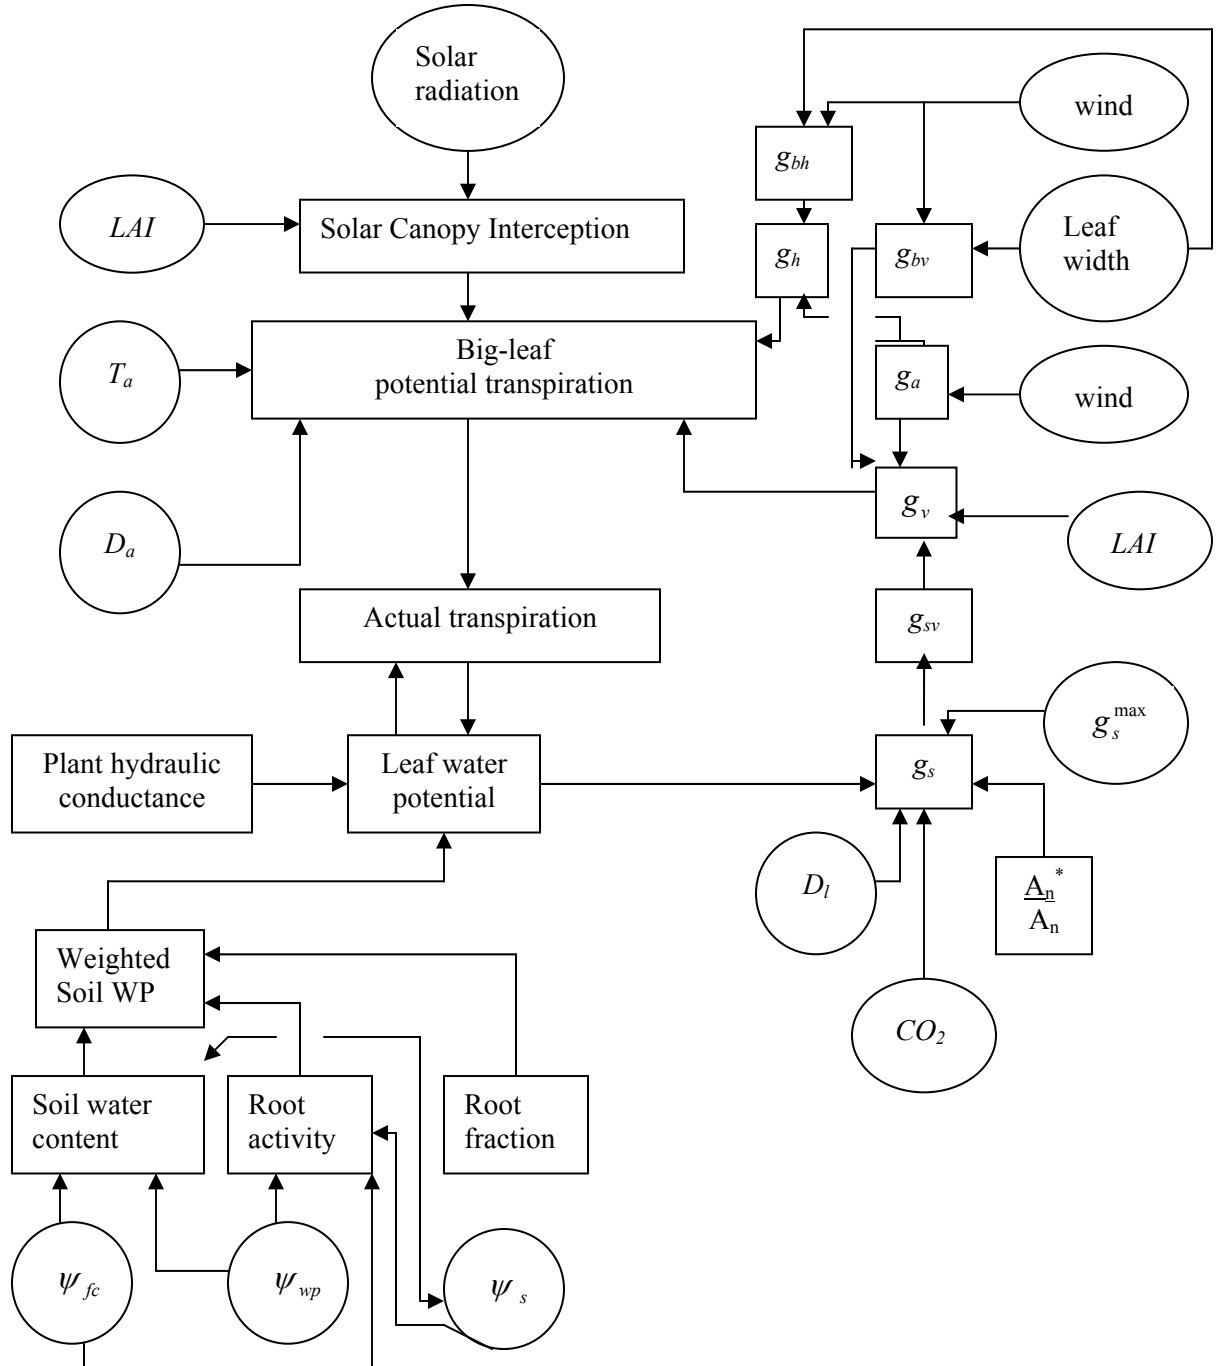 Solar
radiation
wind
g_bh
LAI
Solar Canopy Interception
g_h
g_bv
Leaf
width
T_a
Big-leaf
potential transpiration
g_a
wind
D_a
g_v
LAI
Actual transpiration
g_sv
g_s^max
Plant hydraulic
conductance
Leaf water
potential
g_s
D_l
A_n^*
A_n
Weighted
Soil WP
CO_2
Soil water
content
Root
activity
Root
fraction
ψ_fc
ψ_wp
ψ_s